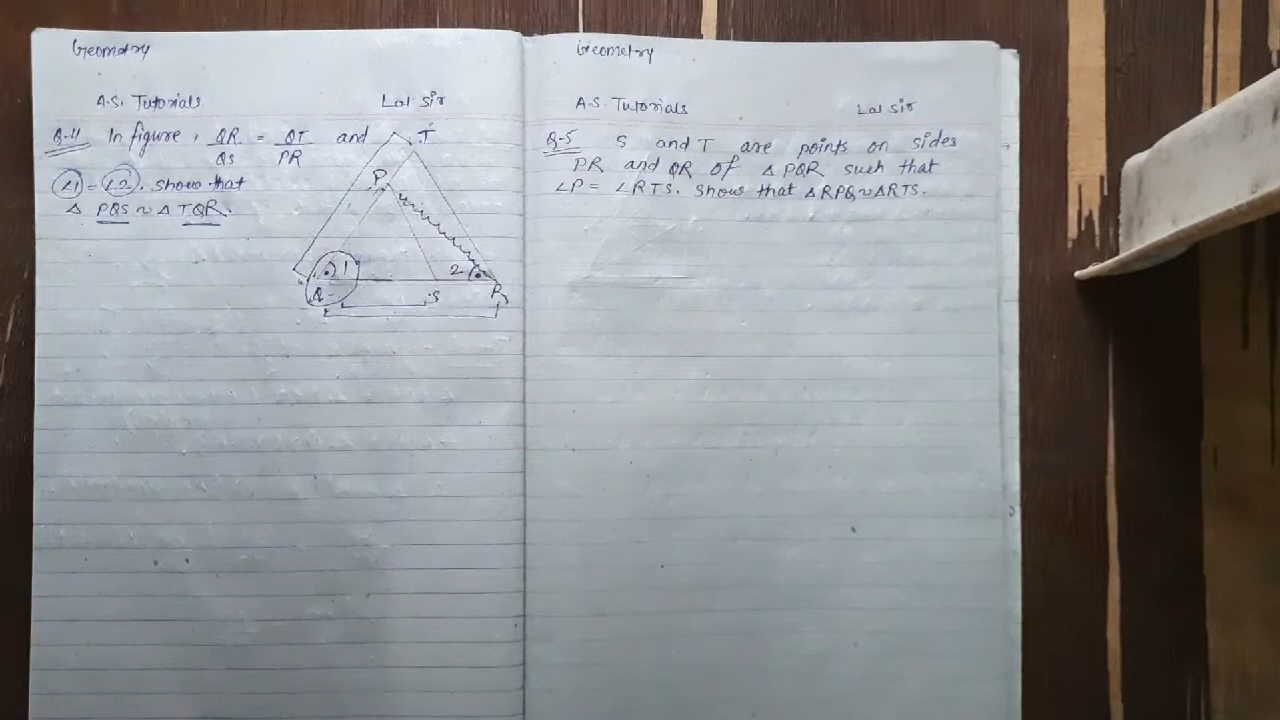 Geometry
A.S. Tutorials Lal Sir
Q-4 In figure, QR/QS = QT/PR and
∠1 = ∠2. show that
△ PQS ~ △ TQR.
T
P
1
2
Q
S
R
Geometry
A.S. Tutorials Lal Sir
Q-5 S and T are points on sides
PR and QR of △PQR such that
∠P = ∠RTS. Show that △RPQ ~ △RTS.